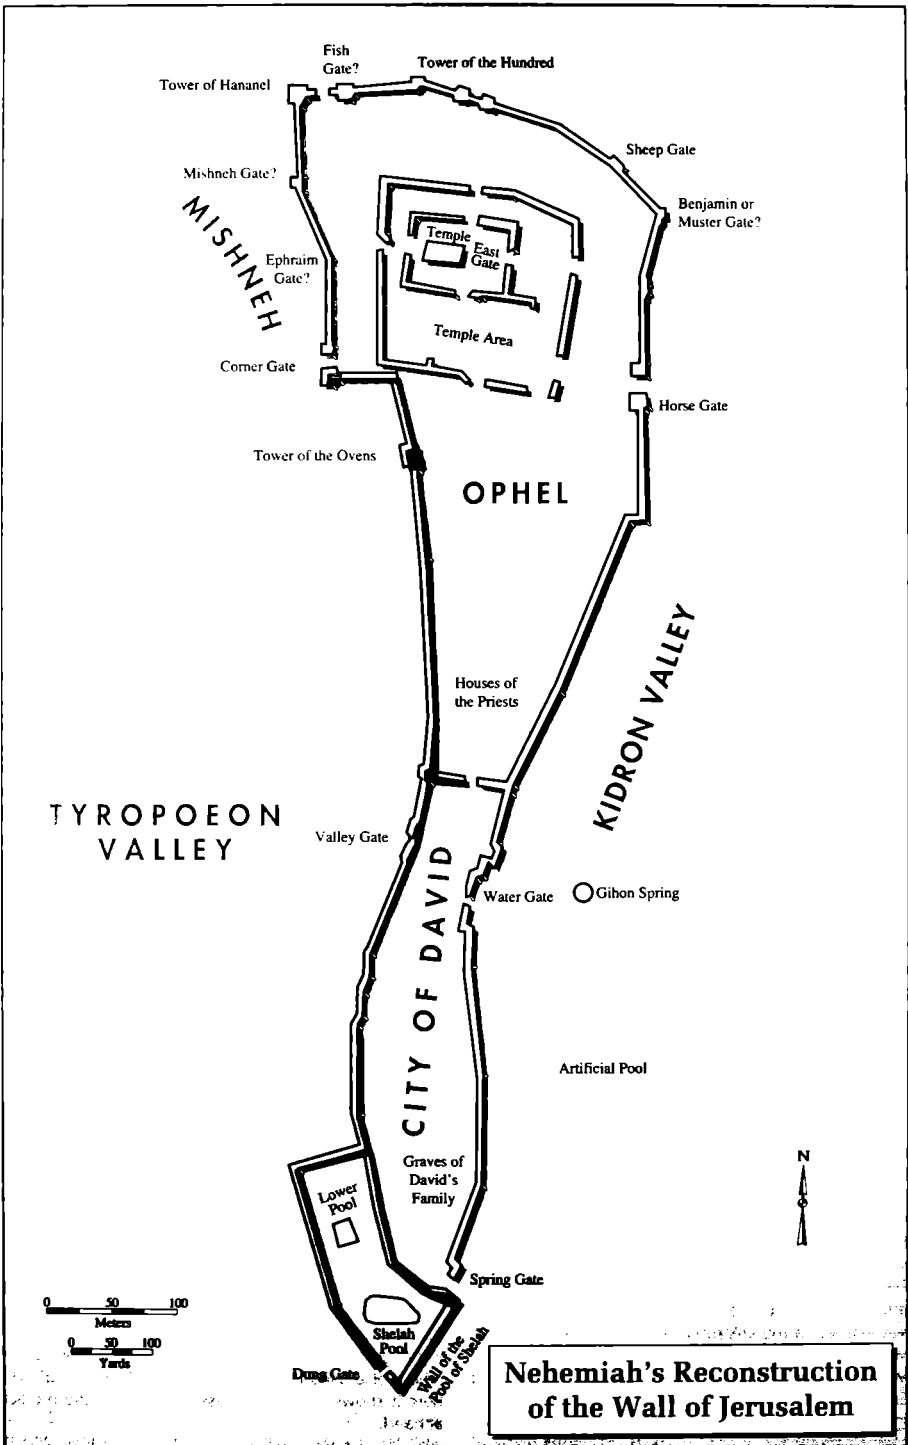 Fish
Gate?
Tower of the Hundred
Tower of Hananel
Sheep Gate
Mishneh Gate?
MISHNEH
Benjamin or
Muster Gate?
Temple
East
Gate
Ephraim
Gate?
Temple Area
Corner Gate
Horse Gate
Tower of the Ovens
OPHEL
KIDRON VALLEY
Houses of
the Priests
TYROPOEON
VALLEY
Valley Gate
CITY OF DAVID
Water Gate
Gihon Spring
Artificial Pool
Graves of
David's
Family
N
Lower
Pool
Spring Gate
0 50 100
Meters
0 50 100
Yards
Shelah
Pool
Wall of the
Pool of Shelah
Dung Gate
Nehemiah's Reconstruction
of the Wall of Jerusalem